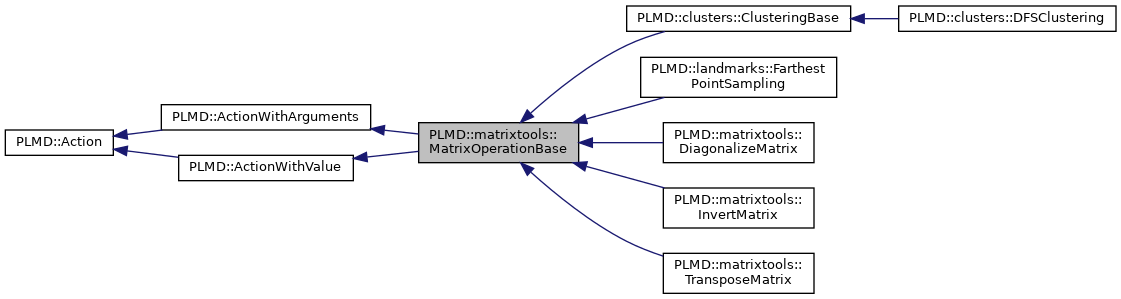 PLMD::Action
PLMD::ActionWithArguments
PLMD::ActionWithValue
PLMD::matrixtools::
MatrixOperationBase
PLMD::clusters::ClusteringBase
PLMD::clusters::DFSClustering
PLMD::landmarks::Farthest
PointSampling
PLMD::matrixtools::
DiagonalizeMatrix
PLMD::matrixtools::
InvertMatrix
PLMD::matrixtools::
TransposeMatrix